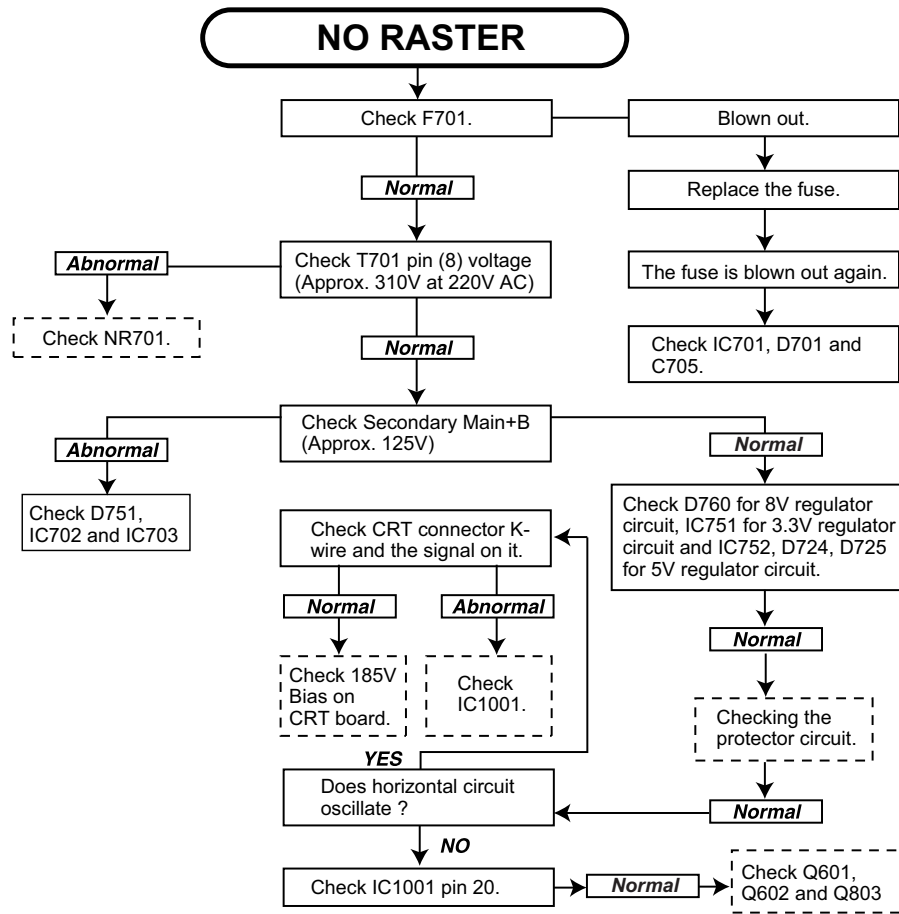 NO RASTER
Check F701.
Blown out.
Normal
Replace the fuse.
Abnormal
Check T701 pin (8) voltage
(Approx. 310V at 220V AC)
The fuse is blown out again.
Check NR701.
Normal
Check IC701, D701 and
C705.
Check Secondary Main+B
(Approx. 125V)
Abnormal
Normal
Check D751,
IC702 and IC703
Check D760 for 8V regulator
circuit, IC751 for 3.3V regulator
circuit and IC752, D724, D725
for 5V regulator circuit.
Check CRT connector K-
wire and the signal on it.
Normal
Abnormal
Normal
Check 185V
Bias on
CRT board.
Check
IC1001.
Checking the
protector circuit.
YES
Does horizontal circuit
oscillate ?
Normal
NO
Check IC1001 pin 20.
Normal
Check Q601,
Q602 and Q803